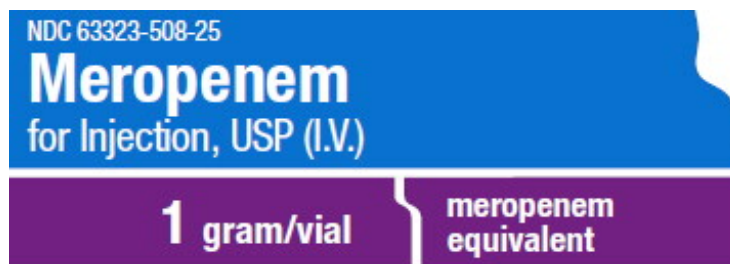 NDC 63323-508-25
Meropenem
for Injection, USP (I.V.)
1 gram/vial
meropenem
equivalent